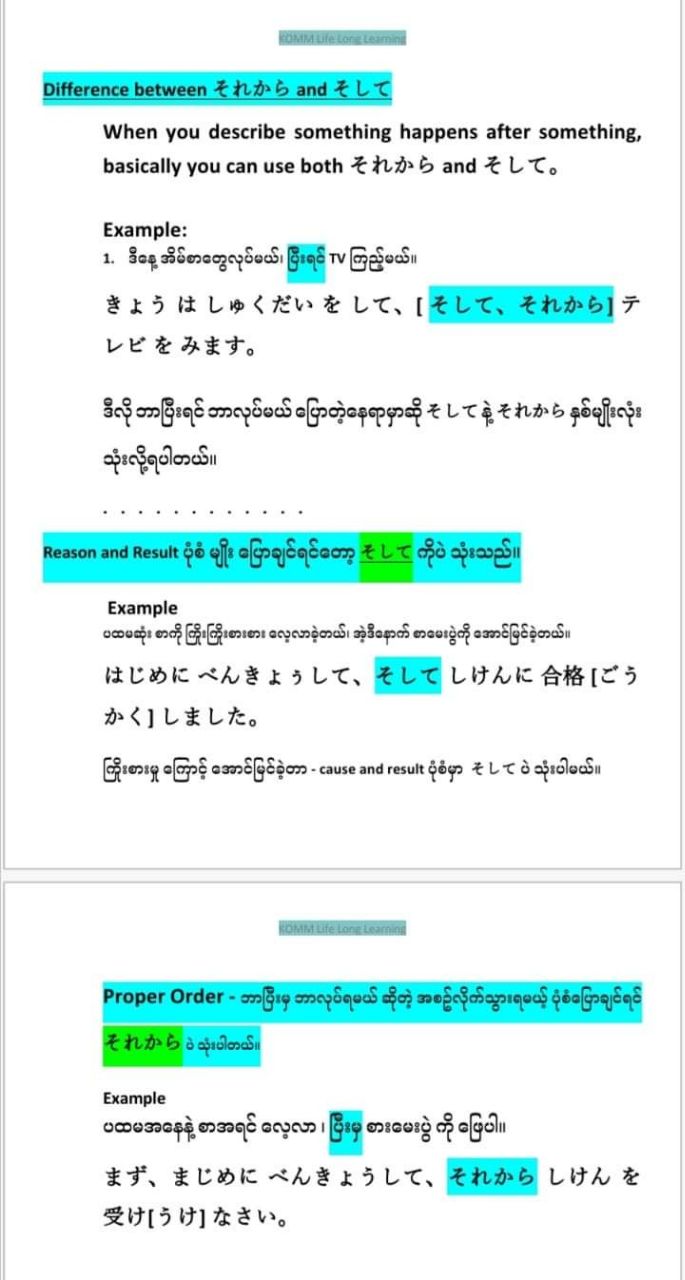 KOMM Life Long Learning
Difference between それから and そして
When you describe something happens after something,
basically you can use both それから and そして。
Example:
1. ဒီနေ့ အိမ်စာတွေလုပ်မယ်၊ ပြီးရင် TV ကြည့်မယ်။
きょう は しゅくだい を して、[ そして、それから] テ
レビ を みます。
ဒီလို ဘာပြီးရင် ဘာလုပ်မယ် ပြောတဲ့နေရာမှာဆို そして နဲ့ それから နှစ်မျိုးလုံး
သုံးလို့ရပါတယ်။
. . . . . . . . . . . .
Reason and Result ပုံစံ မျိုး ပြောချင်ရင်တော့ そして ကိုပဲ သုံးသည်။
Example
ပထမဆုံး စာကို ကြိုးကြိုးစားစား လေ့လာခဲ့တယ်၊ အဲ့ဒီနောက် စာမေးပွဲကို အောင်မြင်ခဲ့တယ်။
はじめに べんきょぅして、そして しけんに 合格 [ごう
かく] しました。
ကြိုးစားမှု ကြောင့် အောင်မြင်ခဲ့တာ - cause and result ပုံစံမှာ そして ပဲ သုံးပါမယ်။
KOMM Life Long Learning
Proper Order - ဘာပြီးမှ ဘာလုပ်ရမယ် ဆိုတဲ့ အစဥ်လိုက်သွားရမယ့် ပုံစံပြောချင်ရင်
それから ပဲ သုံးပါတယ်။
Example
ပထမအနေနဲ့ စာအရင် လေ့လာ ၊ ပြီးမှ စားမေးပွဲ ကို ဖြေပါ။
まず、まじめに べんきょうして、それから しけん を
受け[うけ] なさい。